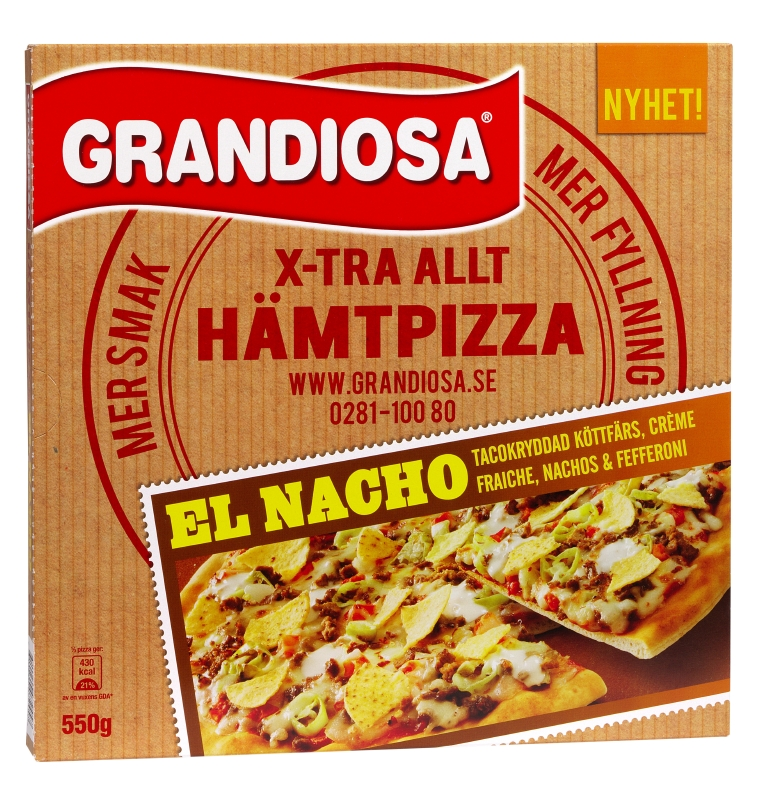 GRANDIOSA®
NYHET!
MER SMAK
MER FYLLNING
X-TRA ALLT
HÄMTPIZZA
WWW.GRANDIOSA.SE
0281-100 80
EL NACHO
TACOKRYDDAD KÖTTFÄRS, CRÈME
FRAICHE, NACHOS & FEFFERONI
½ pizza ger:
430
kcal
21%
av en vuxens GDA*
550g